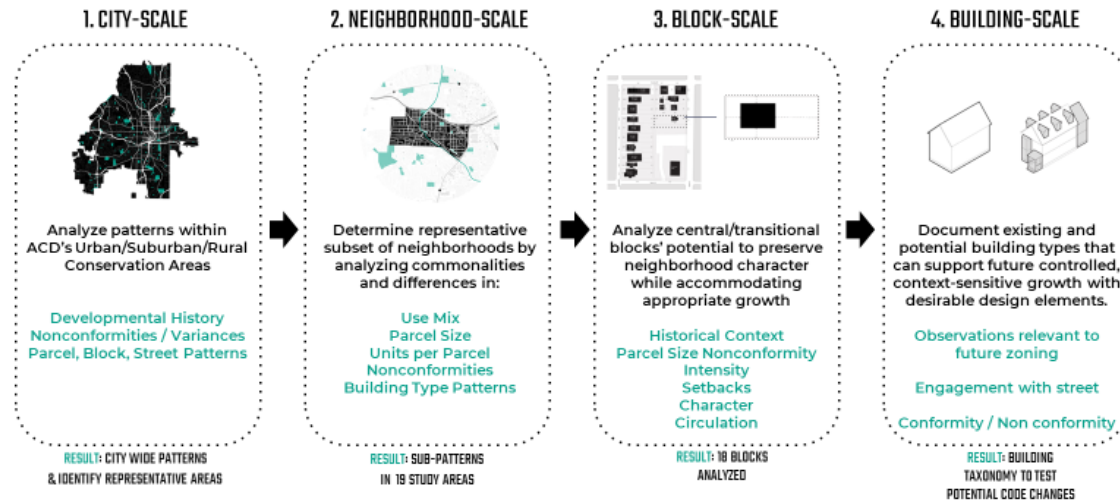 1. CITY-SCALE
Analyze patterns within
ACD's Urban/Suburban/Rural
Conservation Areas
Developmental History
Nonconformities / Variances
Parcel, Block, Street Patterns
RESULT: CITY WIDE PATTERNS
& IDENTIFY REPRESENTATIVE AREAS
2. NEIGHBORHOOD-SCALE
Determine representative
subset of neighborhoods by
analyzing commonalities
and differences in:
Use Mix
Parcel Size
Units per Parcel
Nonconformities
Building Type Patterns
RESULT: SUB-PATTERNS
IN 19 STUDY AREAS
3. BLOCK-SCALE
Analyze central/transitional
blocks' potential to preserve
neighborhood character
while accommodating
appropriate growth
Historical Context
Parcel Size Nonconformity
Intensity
Setbacks
Character
Circulation
RESULT: 18 BLOCKS
ANALYZED
4. BUILDING-SCALE
Document existing and
potential building types that
can support future controlled,
context-sensitive growth with
desirable design elements.
Observations relevant to
future zoning
Engagement with street
Conformity / Non conformity
RESULT: BUILDING
TAXONOMY TO TEST
POTENTIAL CODE CHANGES